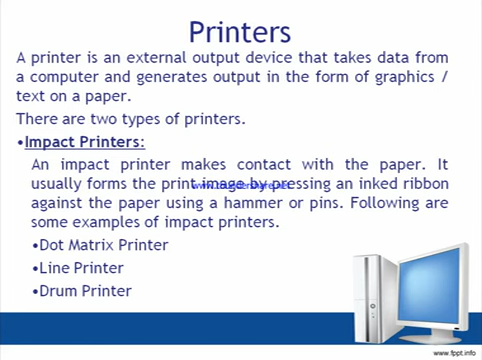 Printers
A printer is an external output device that takes data from
a computer and generates output in the form of graphics /
text on a paper.
There are two types of printers.
•Impact Printers:
An impact printer makes contact with the paper. It
usually forms the print image by pressing an inked ribbon
against the paper using a hammer or pins. Following are
some examples of impact printers.
•Dot Matrix Printer
•Line Printer
•Drum Printer
www.fppt.info